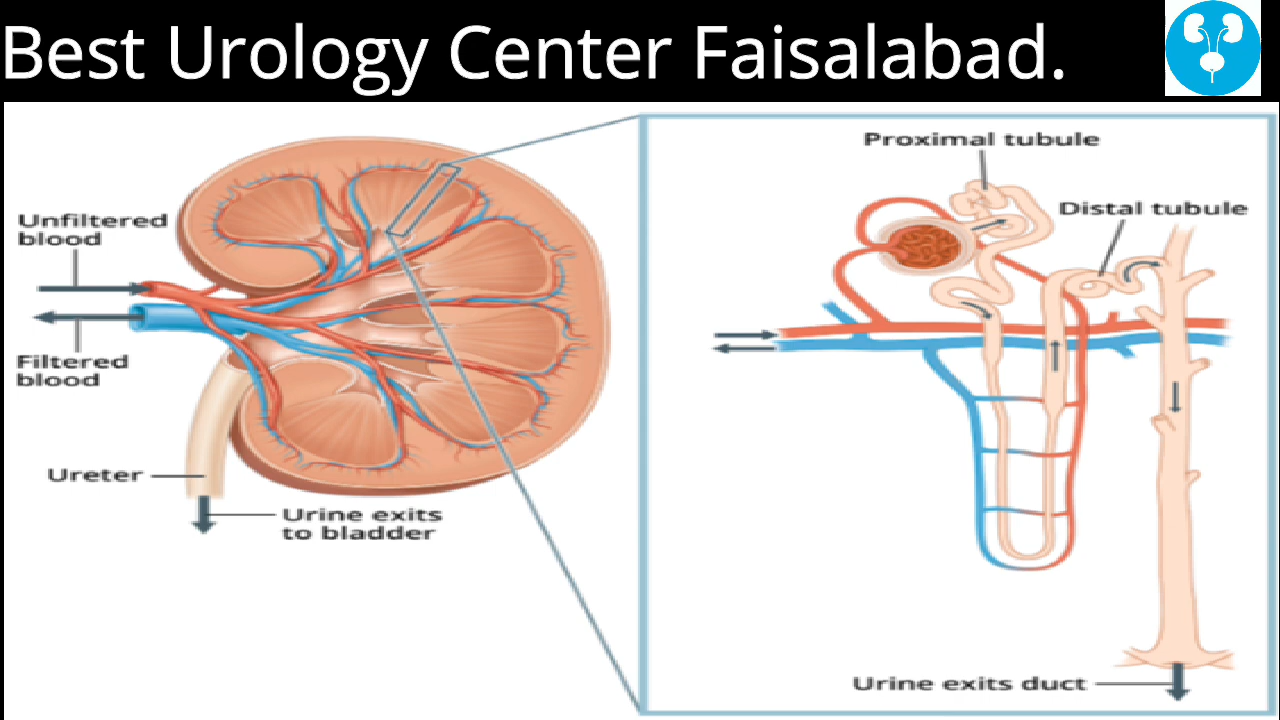 Best Urology Center Faisalabad.
Unfiltered
blood
Filtered
blood
Ureter
Urine exits
to bladder
Proximal tubule
Distal tubule
Urine exits duct